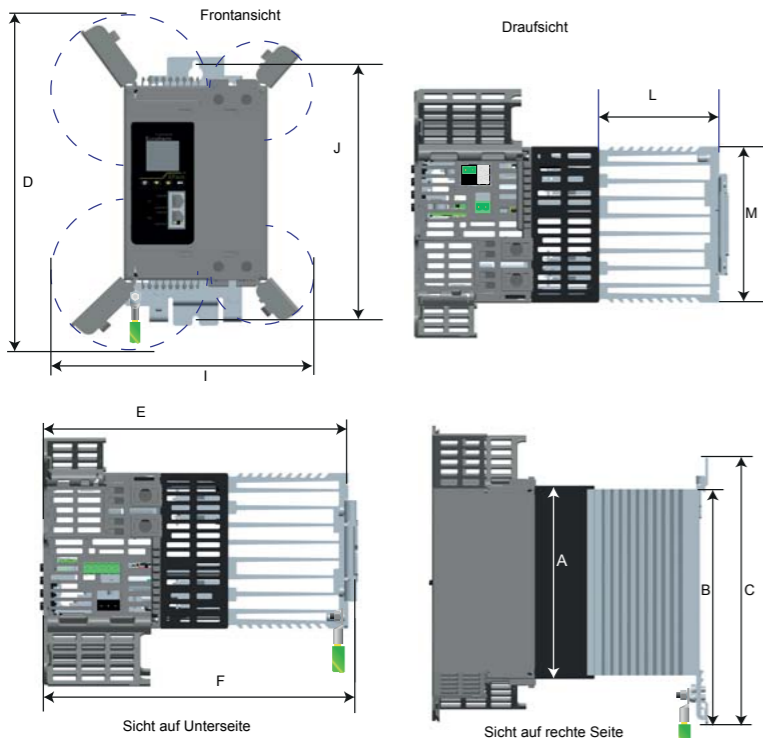 Frontansicht
Draufsicht
D
J
I
L
M
E
F
A
B
C
Sicht auf Unterseite
Sicht auf rechte Seite